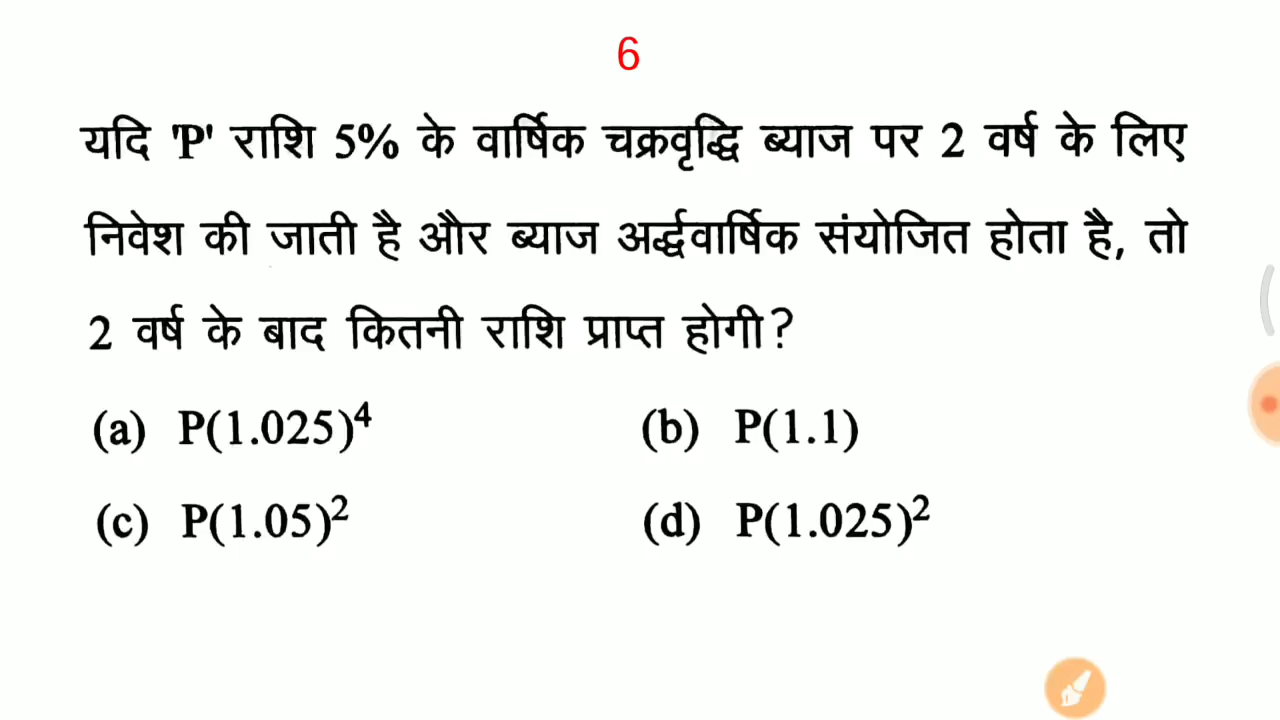 6
यदि 'P' राशि 5% के वार्षिक चक्रवृद्धि ब्याज पर 2 वर्ष के लिए
निवेश की जाती है और ब्याज अर्द्धवार्षिक संयोजित होता है, तो
2 वर्ष के बाद कितनी राशि प्राप्त होगी?
(a) P(1.025)⁴ (b) P(1.1)
(c) P(1.05)² (d) P(1.025)²